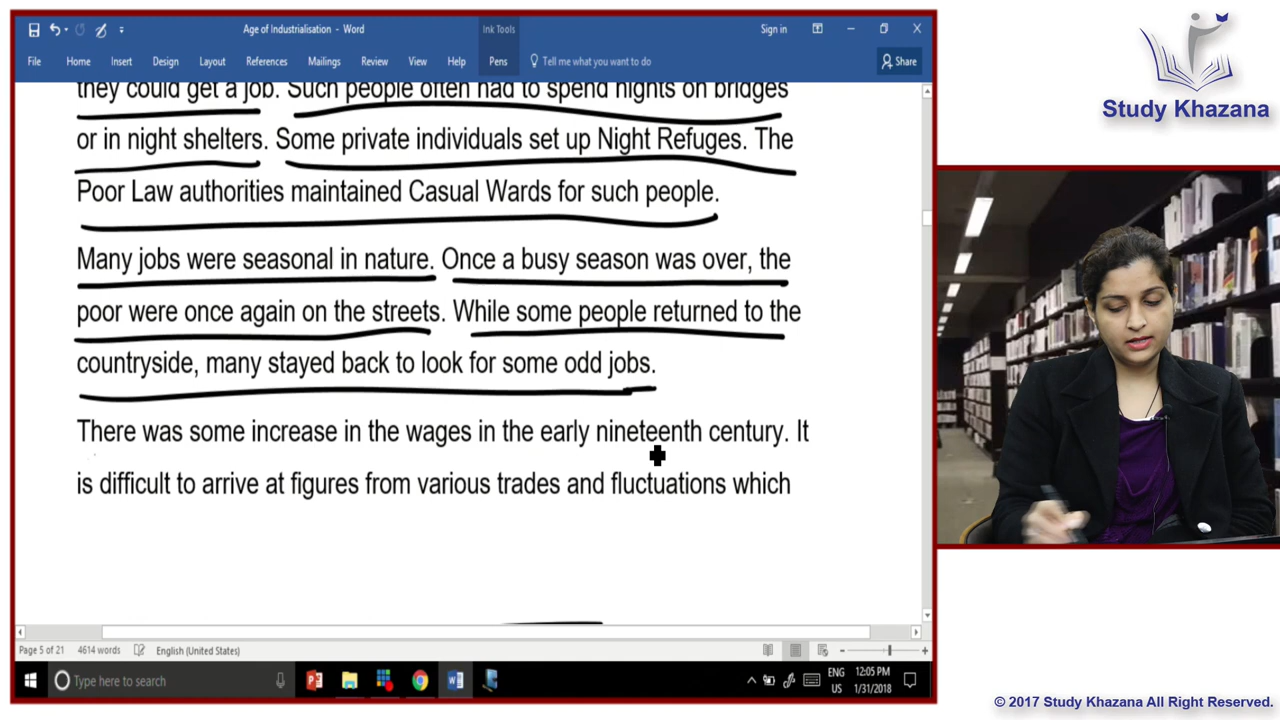 Age of Industrialisation - Word
Ink Tools
Sign in
File Home Insert Design Layout References Mailings Review View Help Pens Tell me what you want to do Share
they could get a job. Such people often had to spend nights on bridges
or in night shelters. Some private individuals set up Night Refuges. The
Poor Law authorities maintained Casual Wards for such people.
Many jobs were seasonal in nature. Once a busy season was over, the
poor were once again on the streets. While some people returned to the
countryside, many stayed back to look for some odd jobs.
There was some increase in the wages in the early nineteenth century. It
is difficult to arrive at figures from various trades and fluctuations which
Page 5 of 21 4614 words English (United States)
Type here to search
ENG
US
12:05 PM
1/31/2018
Study Khazana
© 2017 Study Khazana All Right Reserved.